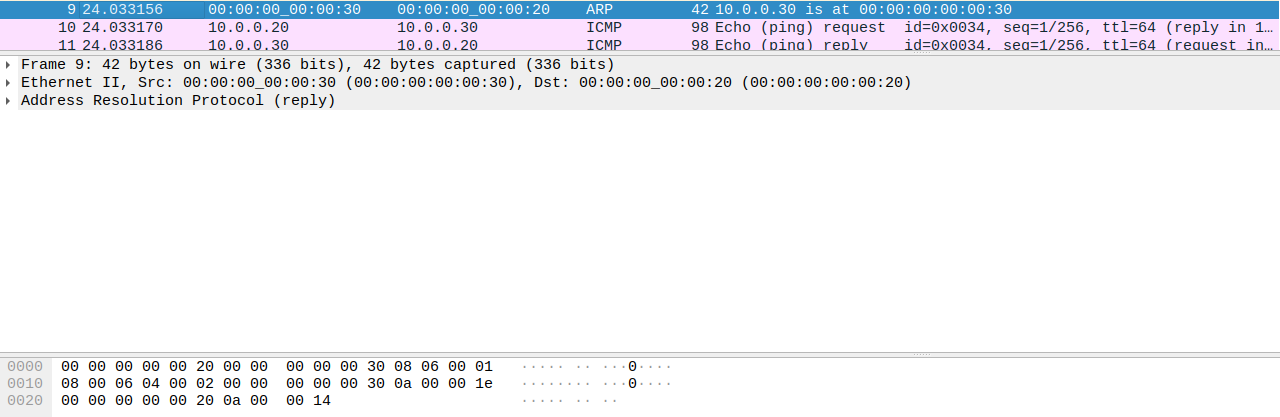 9 24.033156 00:00:00_00:00:30 00:00:00_00:00:20 ARP 42 10.0.0.30 is at 00:00:00:00:00:30
10 24.033170 10.0.0.20 10.0.0.30 ICMP 98 Echo (ping) request id=0x0034, seq=1/256, ttl=64 (reply in 1…
11 24.033186 10.0.0.30 10.0.0.20 ICMP 98 Echo (ping) reply id=0x0034, seq=1/256, ttl=64 (request in…
Frame 9: 42 bytes on wire (336 bits), 42 bytes captured (336 bits)
Ethernet II, Src: 00:00:00_00:00:30 (00:00:00:00:00:30), Dst: 00:00:00_00:00:20 (00:00:00:00:00:20)
Address Resolution Protocol (reply)
0000 00 00 00 00 00 20 00 00 00 00 00 30 08 06 00 01 ····· ·· ···0····
0010 08 00 06 04 00 02 00 00 00 00 00 30 0a 00 00 1e ········ ···0····
0020 00 00 00 00 00 20 0a 00 00 14 ····· ·· ··